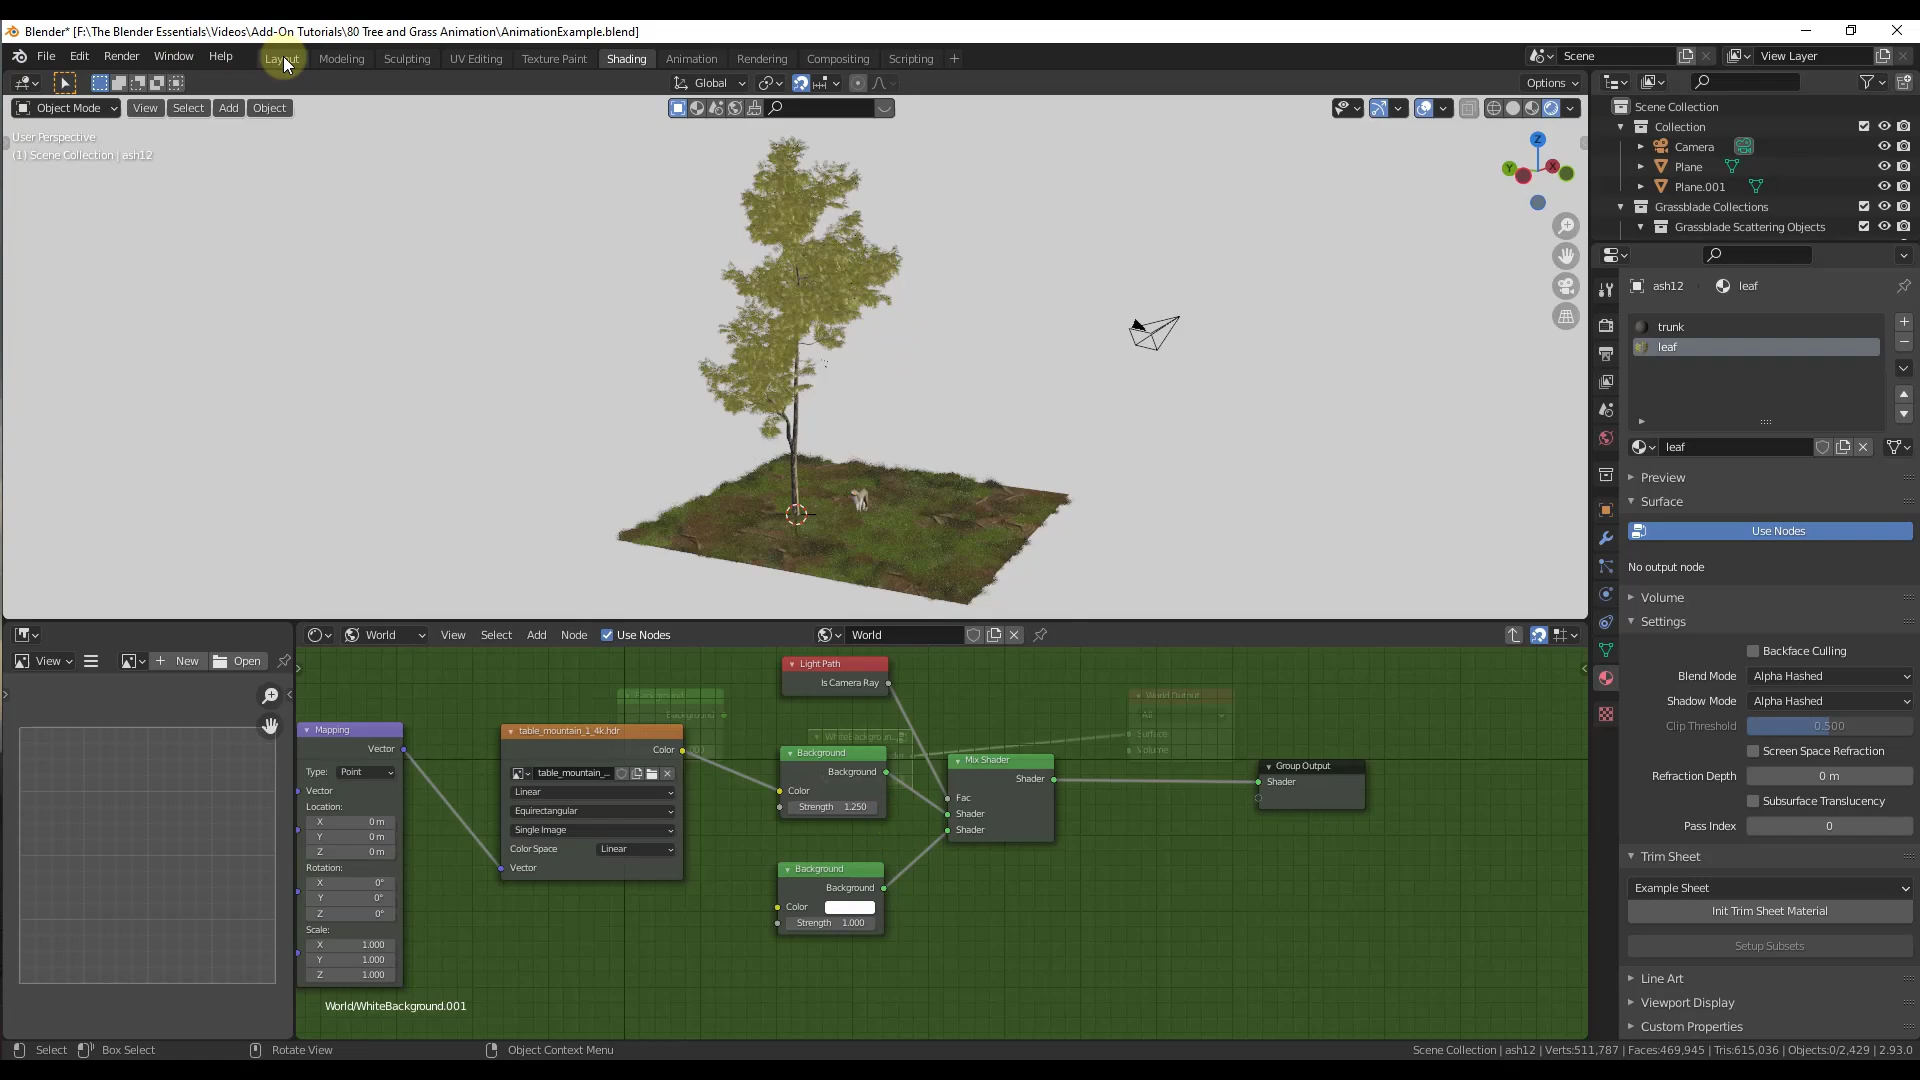 Blender* [F:\The Blender Essentials\Videos\Add-On Tutorials\80 Tree and Grass Animation\AnimationExample.blend]
File Edit Render Window Help Layout Modeling Sculpting UV Editing Texture Paint Shading Animation Rendering Compositing Scripting + Scene View Layer
Global Options
Object Mode View Select Add Object
User Perspective
(1) Scene Collection | ash12
Z
Y
X
Scene Collection
Collection
Camera
Plane
Plane.001
Grassblade Collections
Grassblade Scattering Objects
ash12 leaf
trunk
leaf
leaf
Preview
Surface
Use Nodes
No output node
Volume
Settings
Backface Culling
Blend Mode Alpha Hashed
Shadow Mode Alpha Hashed
Clip Threshold 0.500
Screen Space Refraction
Refraction Depth 0 m
Subsurface Translucency
Pass Index 0
Trim Sheet
Example Sheet
Init Trim Sheet Material
Setup Subsets
Line Art
Viewport Display
Custom Properties
View + New Open
World View Select Add Node Use Nodes World
Mapping
Vector
Type: Point
Vector
Location:
X 0 m
Y 0 m
Z 0 m
Rotation:
X 0°
Y 0°
Z 0°
Scale:
X 1.000
Y 1.000
Z 1.000
table_mountain_1_4k.hdr
Color
table_mountain_...
Linear
Equirectangular
Single Image
Color Space Linear
Vector
Light Path
Is Camera Ray
Background
Background
WhiteBackgroun...
Background
Background
Color
Strength 1.250
Background
Background
Color
Strength 1.000
Mix Shader
Shader
Fac
Shader
Shader
World Output
All
Surface
Volume
Group Output
Shader
World/WhiteBackground.001
Select Box Select Rotate View Object Context Menu
Scene Collection | ash12 | Verts:511,787 | Faces:469,945 | Tris:615,036 | Objects:0/2,429 | 2.93.0